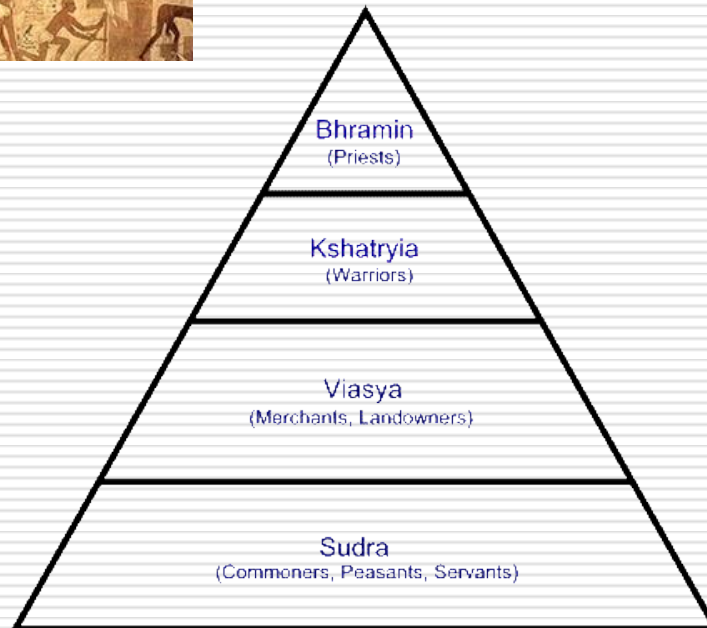 Bhramin
(Priests)
Kshatryia
(Warriors)
Viasya
(Merchants, Landowners)
Sudra
(Commoners, Peasants, Servants)